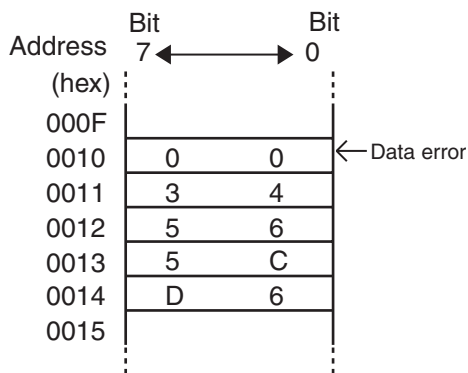 Bit Bit
Address 7 0
(hex)
000F
0010 0 0 Data error
0011 3 4
0012 5 6
0013 5 C
0014 D 6
0015